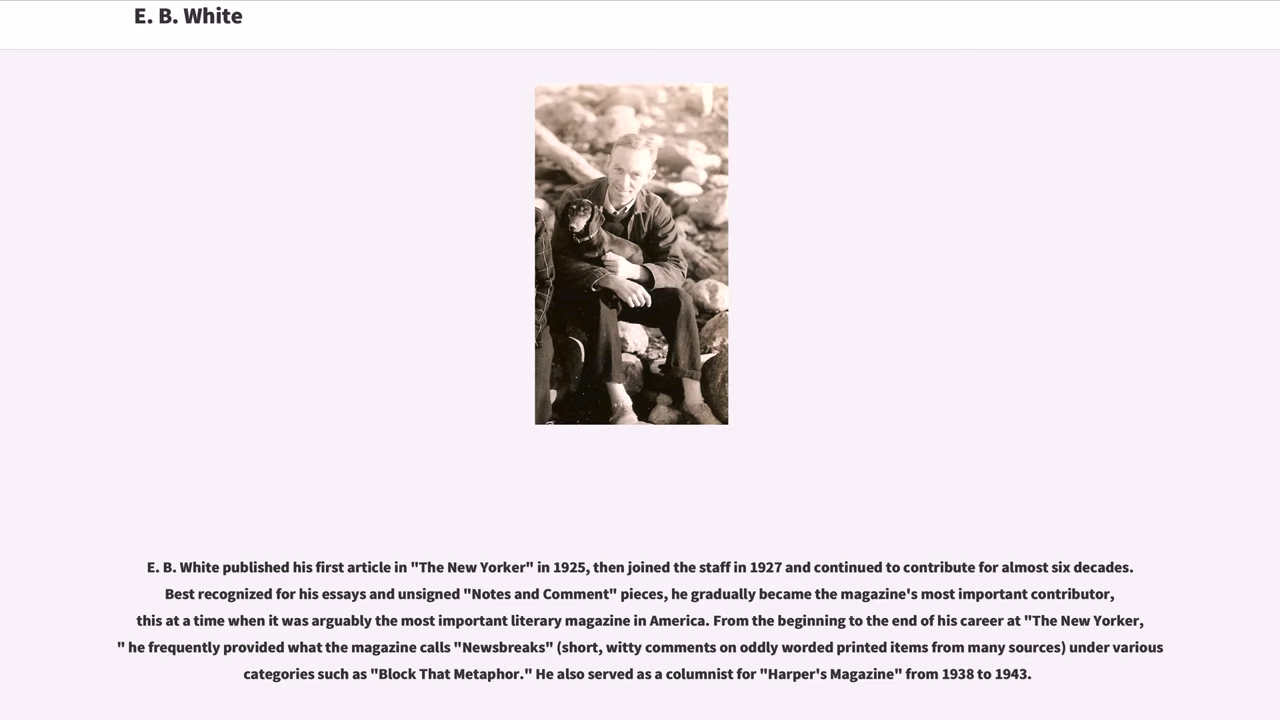 E. B. White
E. B. White published his first article in "The New Yorker" in 1925, then joined the staff in 1927 and continued to contribute for almost six decades.
Best recognized for his essays and unsigned "Notes and Comment" pieces, he gradually became the magazine's most important contributor,
this at a time when it was arguably the most important literary magazine in America. From the beginning to the end of his career at "The New Yorker,
" he frequently provided what the magazine calls "Newsbreaks" (short, witty comments on oddly worded printed items from many sources) under various
categories such as "Block That Metaphor." He also served as a columnist for "Harper's Magazine" from 1938 to 1943.